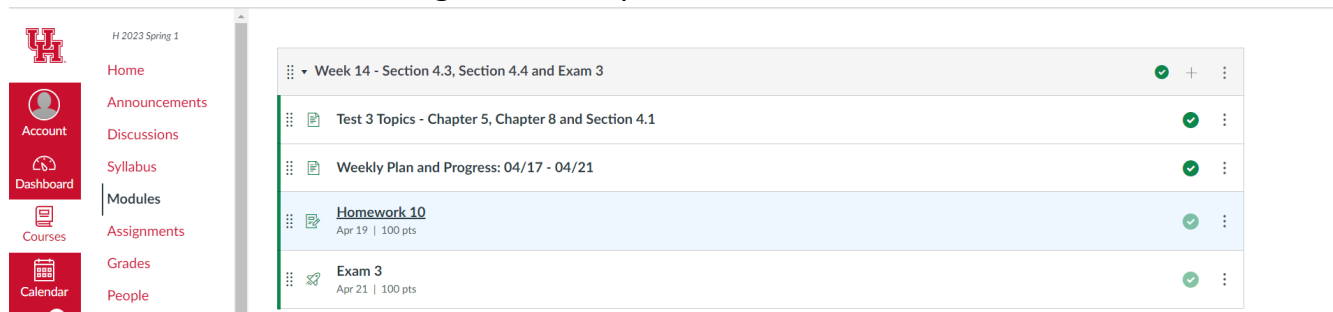 UH
H 2023 Spring 1
Home
Announcements
Discussions
Syllabus
Modules
Assignments
Grades
People
Account
Dashboard
Courses
Calendar
Week 14 - Section 4.3, Section 4.4 and Exam 3
Test 3 Topics - Chapter 5, Chapter 8 and Section 4.1
Weekly Plan and Progress: 04/17 - 04/21
Homework 10
Apr 19 | 100 pts
Exam 3
Apr 21 | 100 pts